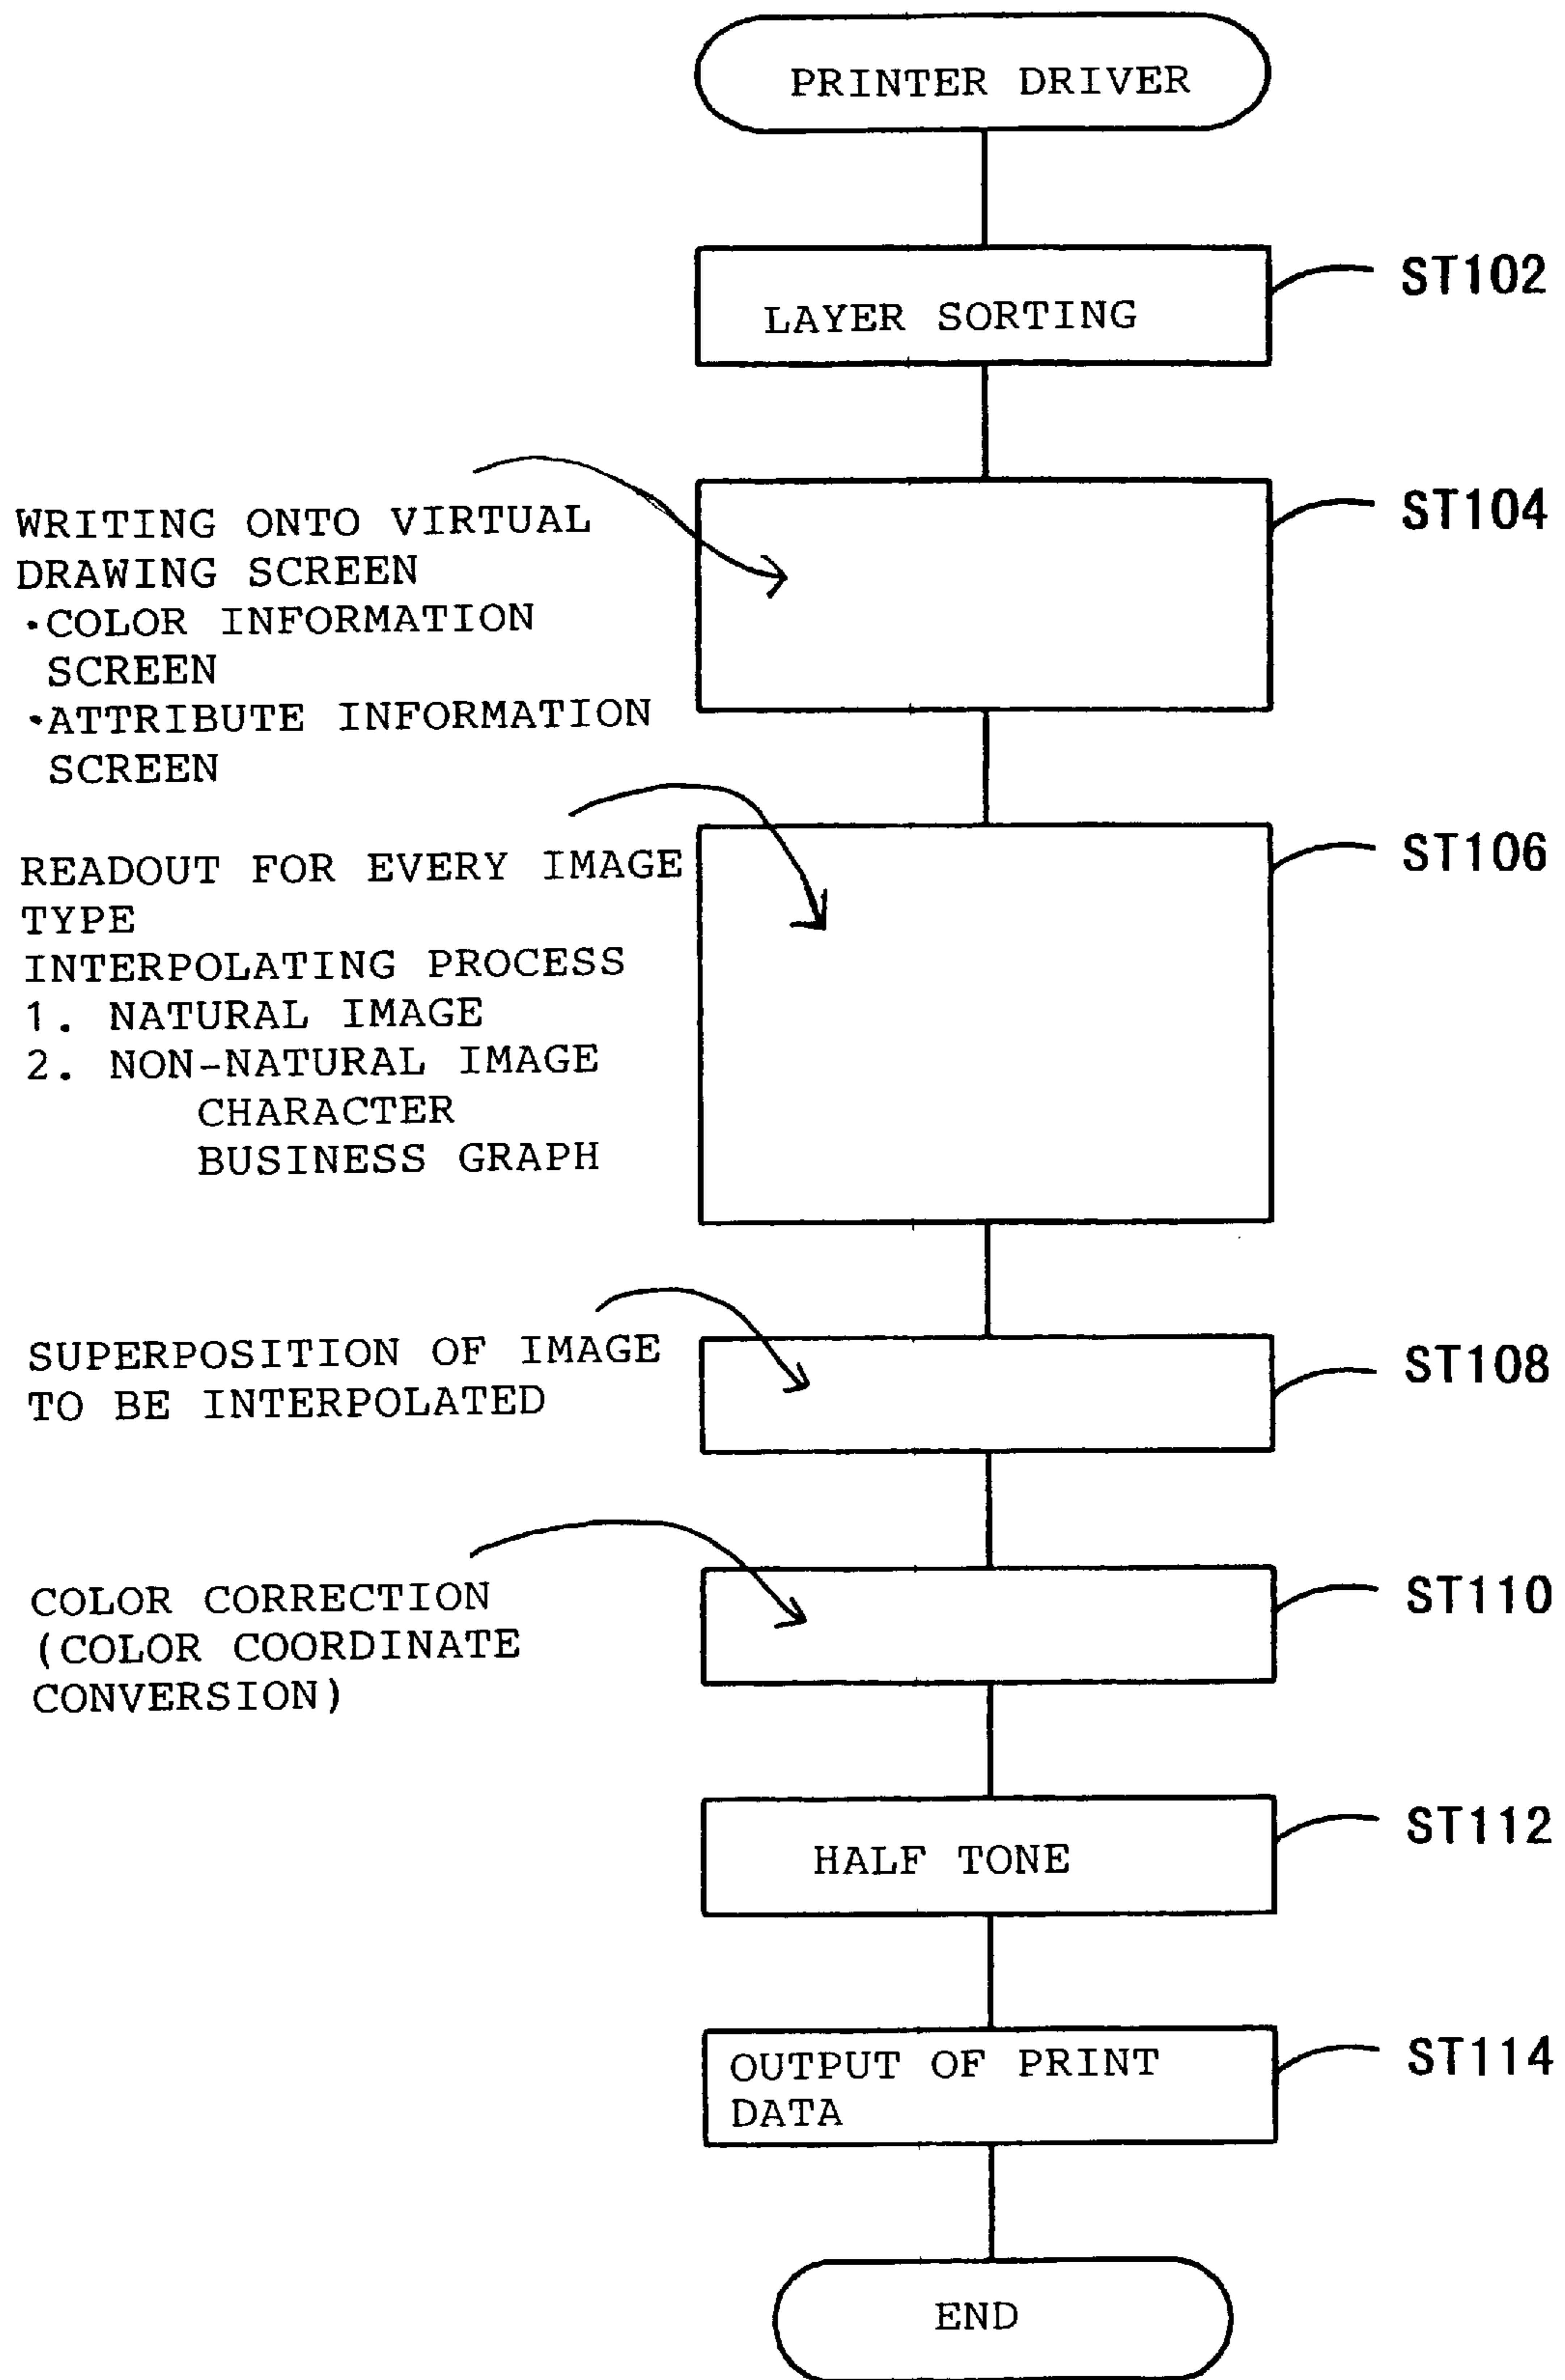 PRINTER DRIVER
LAYER SORTING
ST102
WRITING ONTO VIRTUAL
DRAWING SCREEN
·COLOR INFORMATION
SCREEN
·ATTRIBUTE INFORMATION
SCREEN
ST104
READOUT FOR EVERY IMAGE
TYPE
INTERPOLATING PROCESS
1. NATURAL IMAGE
2. NON-NATURAL IMAGE
CHARACTER
BUSINESS GRAPH
ST106
SUPERPOSITION OF IMAGE
TO BE INTERPOLATED
ST108
COLOR CORRECTION
(COLOR COORDINATE
CONVERSION)
ST110
HALF TONE
ST112
OUTPUT OF PRINT
DATA
ST114
END